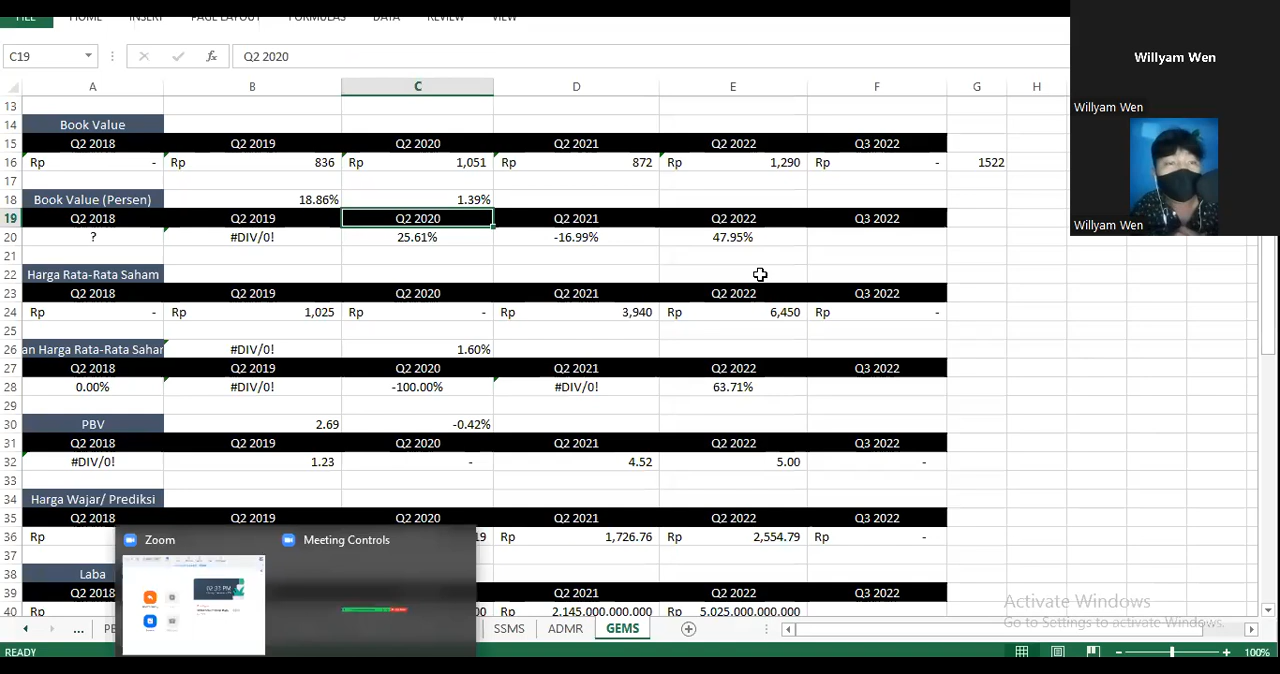 FILE HOME INSERT PAGE LAYOUT FORMULAS DATA REVIEW VIEW
Willyam Wen
C19 fx Q2 2020
A B C D E F G H
Willyam Wen
13
14 Book Value
15 Q2 2018 Q2 2019 Q2 2020 Q2 2021 Q2 2022 Q3 2022
16 Rp - Rp 836 Rp 1,051 Rp 872 Rp 1,290 Rp - 1522
17
18 Book Value (Persen) 18.86% 1.39%
19 Q2 2018 Q2 2019 Q2 2020 Q2 2021 Q2 2022 Q3 2022
Willyam Wen
20 ? #DIV/0! 25.61% -16.99% 47.95%
21
22 Harga Rata-Rata Saham
23 Q2 2018 Q2 2019 Q2 2020 Q2 2021 Q2 2022 Q3 2022
24 Rp - Rp 1,025 Rp - Rp 3,940 Rp 6,450 Rp -
25
26 an Harga Rata-Rata Sahar #DIV/0! 1.60%
27 Q2 2018 Q2 2019 Q2 2020 Q2 2021 Q2 2022 Q3 2022
28 0.00% #DIV/0! -100.00% #DIV/0! 63.71%
29
30 PBV 2.69 -0.42%
31 Q2 2018 Q2 2019 Q2 2020 Q2 2021 Q2 2022 Q3 2022
32 #DIV/0! 1.23 - 4.52 5.00 -
33
34 Harga Wajar/ Prediksi
35 Q2 2018 Q2 2019 Q2 2020 Q2 2021 Q2 2022 Q3 2022
36 Rp 19 Rp 1,726.76 Rp 2,554.79 Rp -
37
38 Laba
39 Q2 2018 Q2 2021 Q2 2022 Q3 2022
40 Rp 000 Rp 2,145,000,000,000 Rp 5,025,000,000,000 Rp -
Zoom Meeting Controls
02:33 PM
Activate Windows
Go to Settings to activate Windows.
... PE SSMS ADMR GEMS
READY 100%